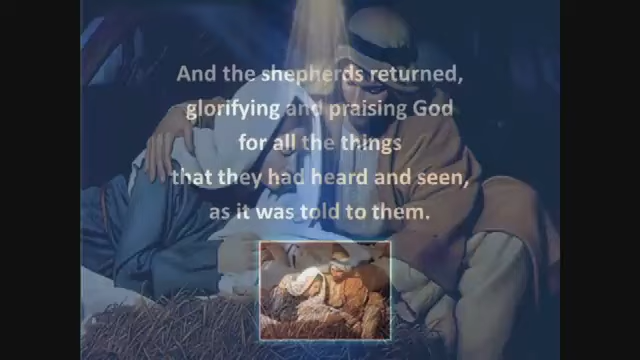 And the shepherds returned,
glorifying and praising God
for all the things
that they had heard and seen,
as it was told to them.